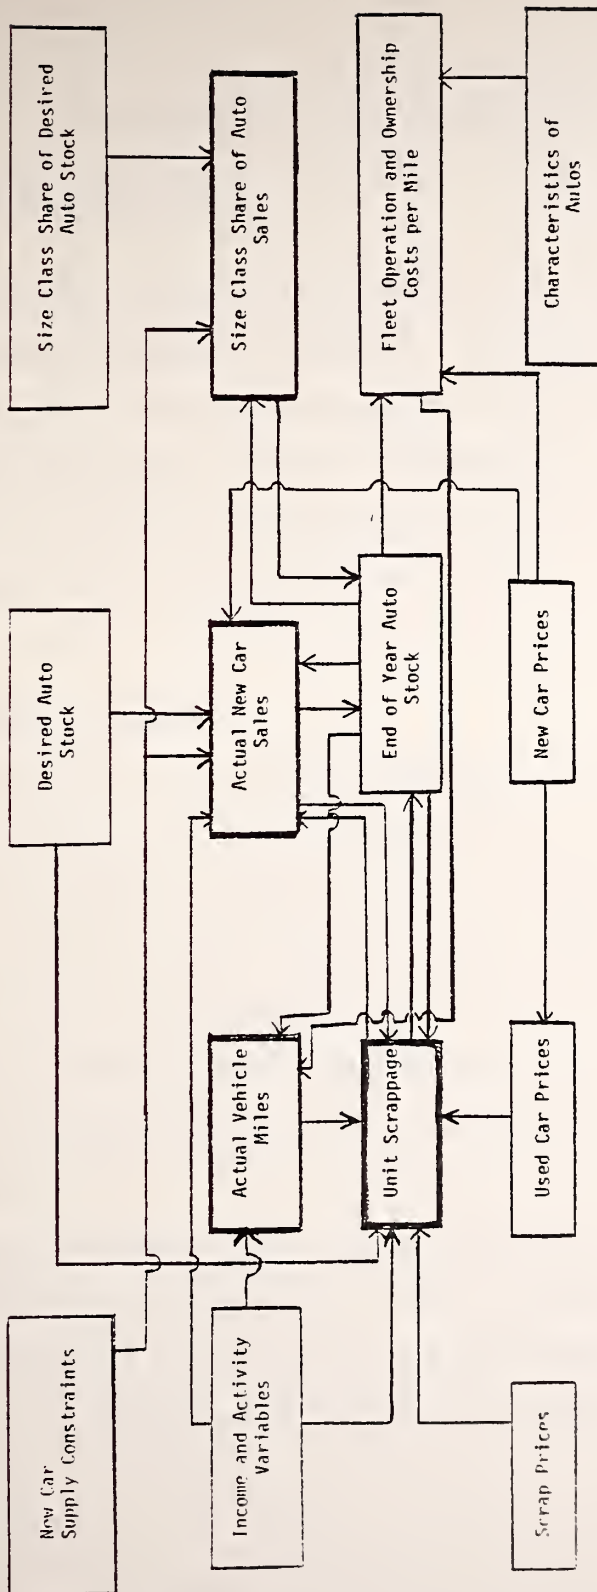 New Car
Supply Constraints
Desired Auto
Stock
Size Class Share of Desired
Auto Stock
Income and Activity
Variables
Actual Vehicle
Miles
Actual New Car
Sales
Size Class Share of Auto
Sales
Unit Scrappage
End of Year Auto
Stock
Fleet Operation and Ownership
Costs per Mile
Scrap Prices
Used Car Prices
New Car Prices
Characteristics of
Autos